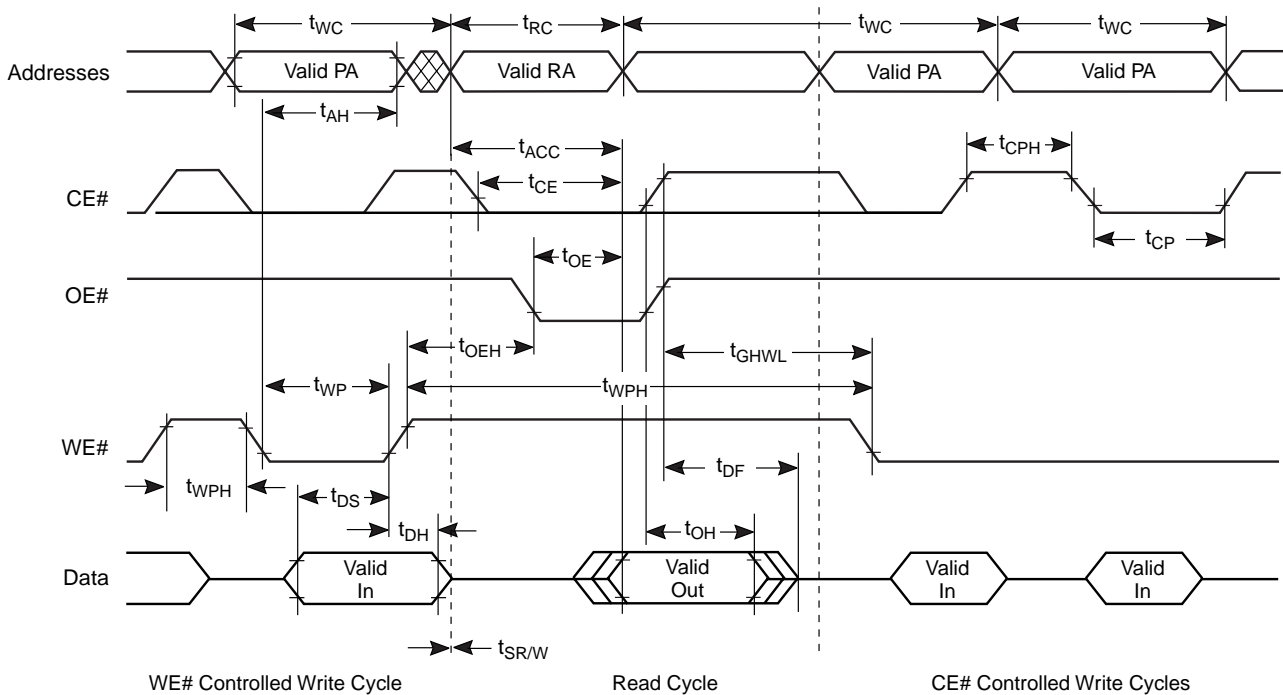 tWC tRC tWC tWC
Addresses Valid PA Valid RA Valid PA Valid PA
tAH
tACC
tCPH
CE# tCE
tCP
tOE
OE#
tOEH tGHWL
tWP tWPH
WE#
tDF
tWPH tDS
tDH tOH
Data Valid In Valid Out Valid In Valid In
tSR/W
WE# Controlled Write Cycle Read Cycle CE# Controlled Write Cycles